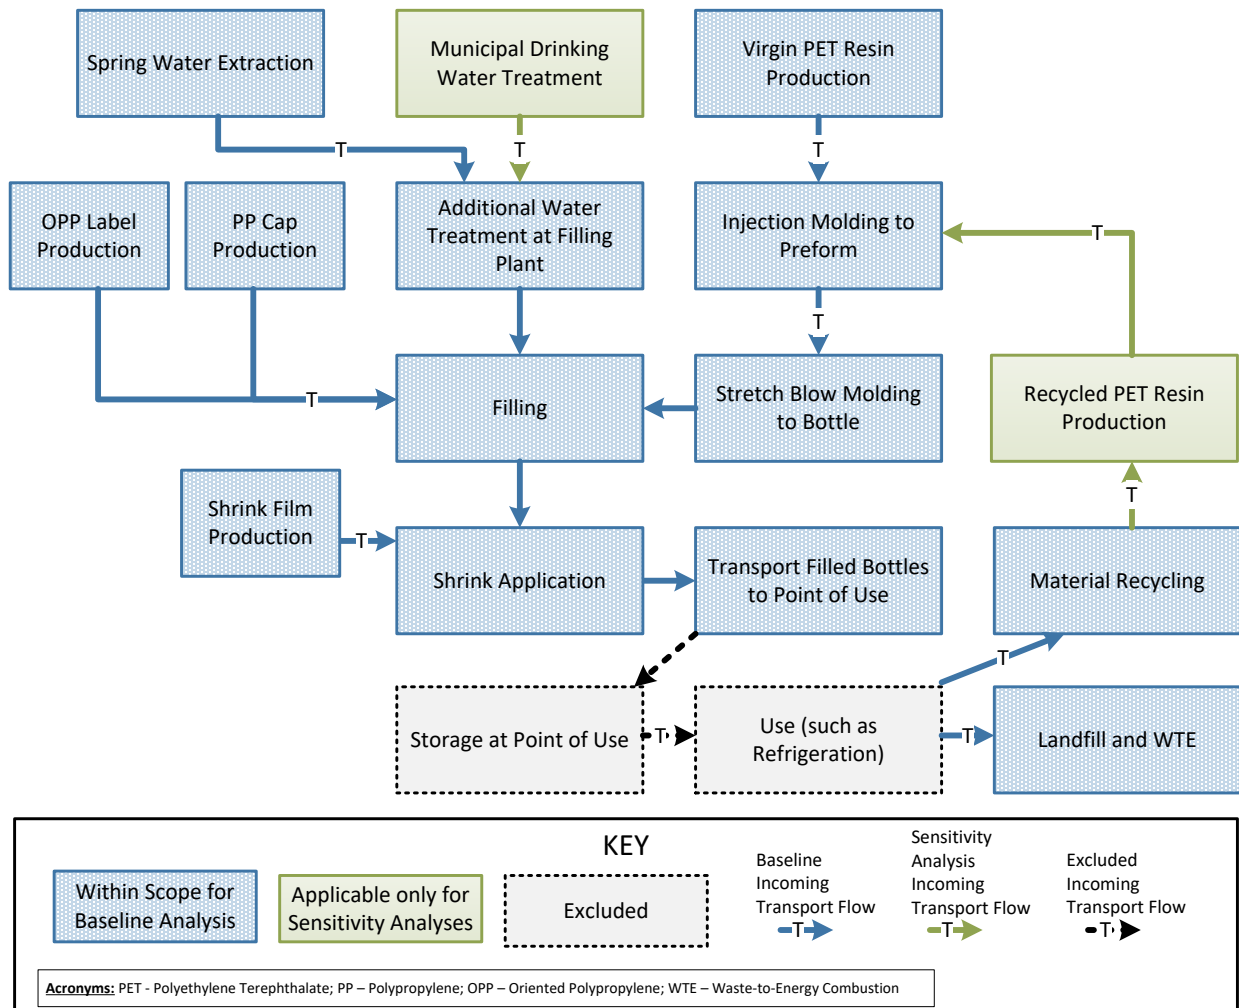 Spring Water Extraction
Municipal Drinking
Water Treatment
Virgin PET Resin
Production
T
T
T
OPP Label
Production
PP Cap
Production
Additional Water
Treatment at Filling
Plant
Injection Molding to
Preform
T
T
Filling
Stretch Blow Molding
to Bottle
Recycled PET Resin
Production
T
T
Shrink Film
Production
T
Shrink Application
Transport Filled Bottles
to Point of Use
Material Recycling
T
Storage at Point of Use
T
Use (such as
Refrigeration)
T
Landfill and WTE
KEY
Within Scope for
Baseline Analysis
Applicable only for
Sensitivity Analyses
Excluded
Baseline
Incoming
Transport Flow
T
Sensitivity
Analysis
Incoming
Transport Flow
T
Excluded
Incoming
Transport Flow
T
Acronyms: PET - Polyethylene Terephthalate; PP – Polypropylene; OPP – Oriented Polypropylene; WTE – Waste-to-Energy Combustion